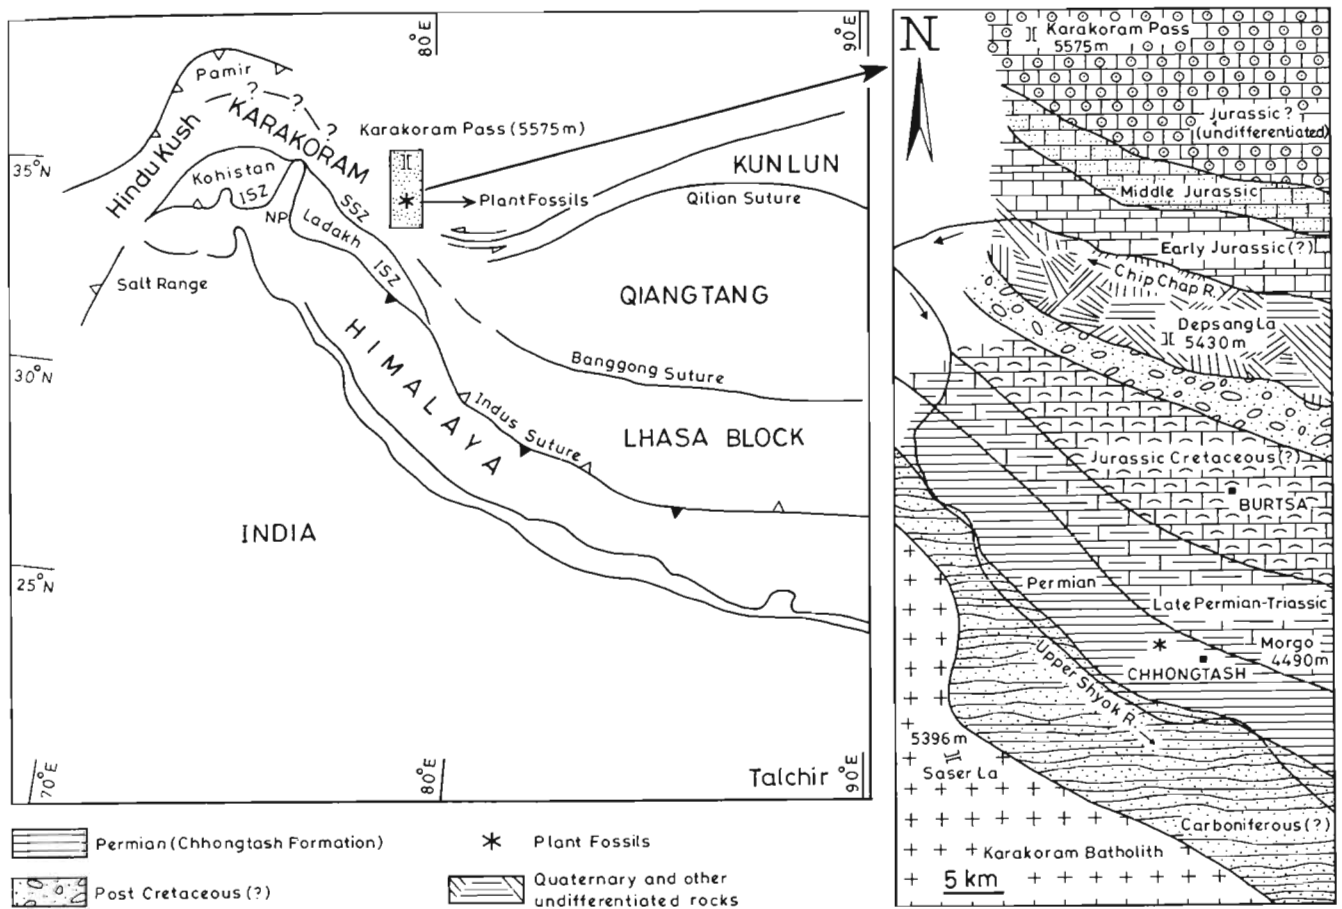 80°E
90°E
Pamir
?
?
?
KARAKORAM
Hindu Kush
Karakoram Pass (5575m)
35°N
Kohistan
ISZ
SSZ
NP
Ladakh
ISZ
Plant Fossils
KUNLUN
Qilian Suture
Salt Range
QIANGTANG
HIMALAYA
30°N
Banggong Suture
Indus Suture
LHASA BLOCK
INDIA
25°N
70°E
80°E
Talchir
90°E
N
Karakoram Pass
5575m
Jurassic?
(undifferentiated)
Middle Jurassic
Early Jurassic(?)
Chip Chap R.
Depsang La
5430m
Jurassic Cretaceous(?)
BURTSA
Permian
Late Permian-Triassic
Morgo
4490m
CHHONGTASH
Upper Shyok R.
5396m
Saser La
Carboniferous(?)
Karakoram Batholith
5 km
Permian (Chhongtash Formation)
Plant Fossils
Post Cretaceous (?)
Quaternary and other
undifferentiated rocks